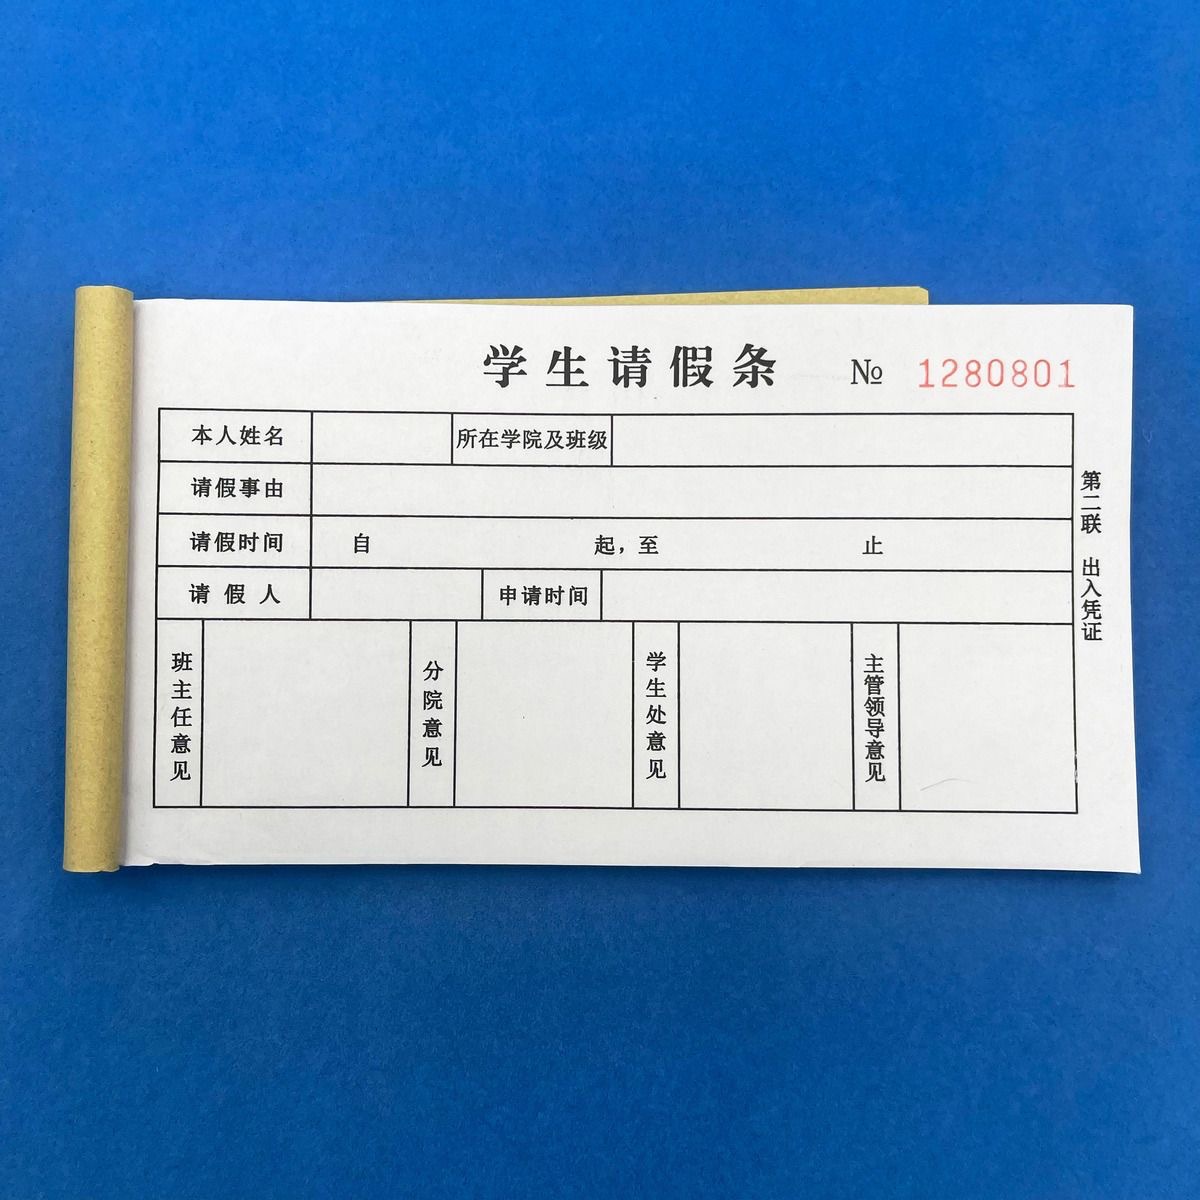 学生请假条 № 1280801
本人姓名 所在学院及班级
请假事由
请假时间 自 起，至 止
请假人 申请时间
班主任意见
分院意见
学生处意见
主管领导意见
第二联 出入凭证